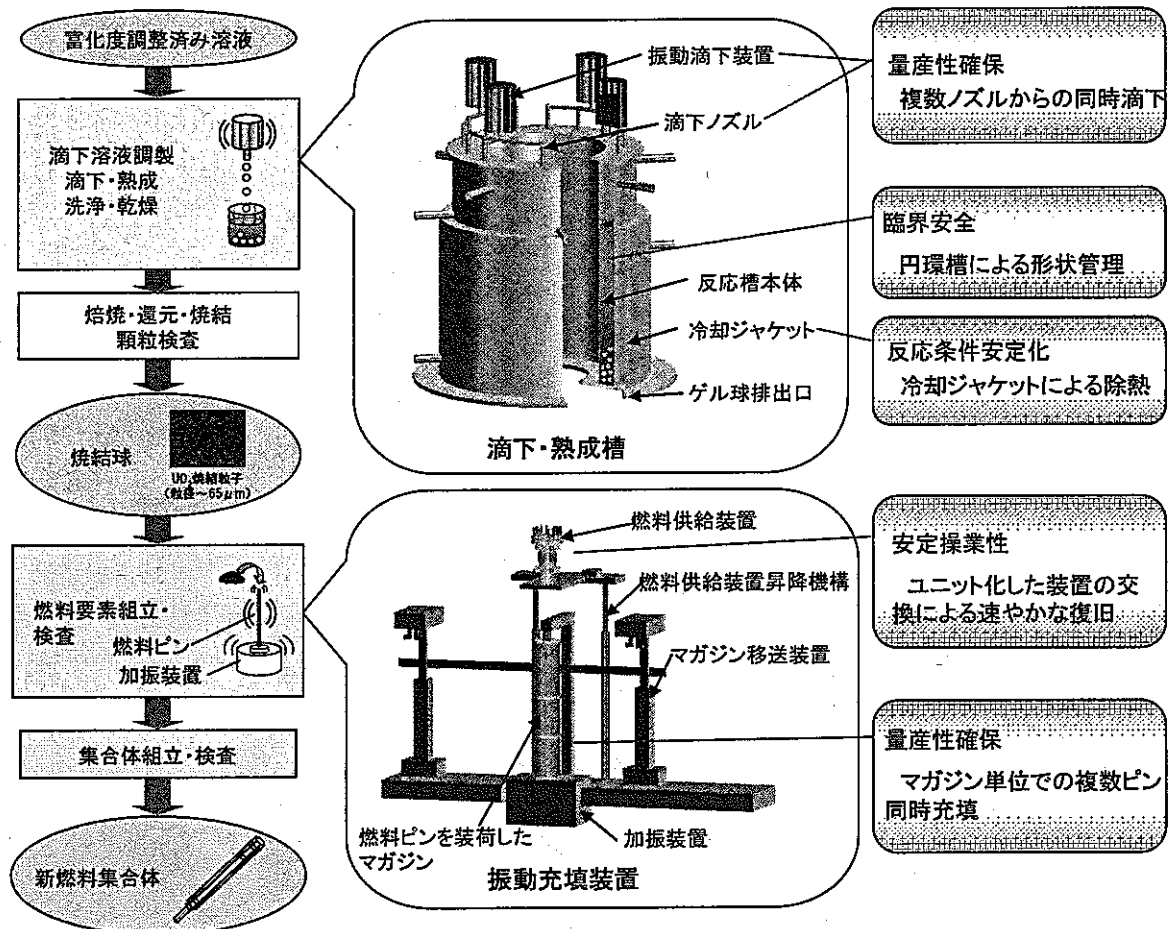 富化度調整済み溶液
滴下溶液調製
滴下・熟成
洗浄・乾燥
焙焼・還元・焼結
顆粒検査
焼結球
UO₂焼結粒子
(粒径～65μm)
燃料要素組立・
検査
燃料ピン
加振装置
集合体組立・検査
新燃料集合体
振動滴下装置
滴下ノズル
反応槽本体
冷却ジャケット
ゲル球排出口
滴下・熟成槽
燃料供給装置
燃料供給装置昇降機構
マガジン移送装置
燃料ピンを装荷した
マガジン
加振装置
振動充填装置
量産性確保
複数ノズルからの同時滴下
臨界安全
円環槽による形状管理
反応条件安定化
冷却ジャケットによる除熱
安定操業性
ユニット化した装置の交
換による速やかな復旧
量産性確保
マガジン単位での複数ピン
同時充填